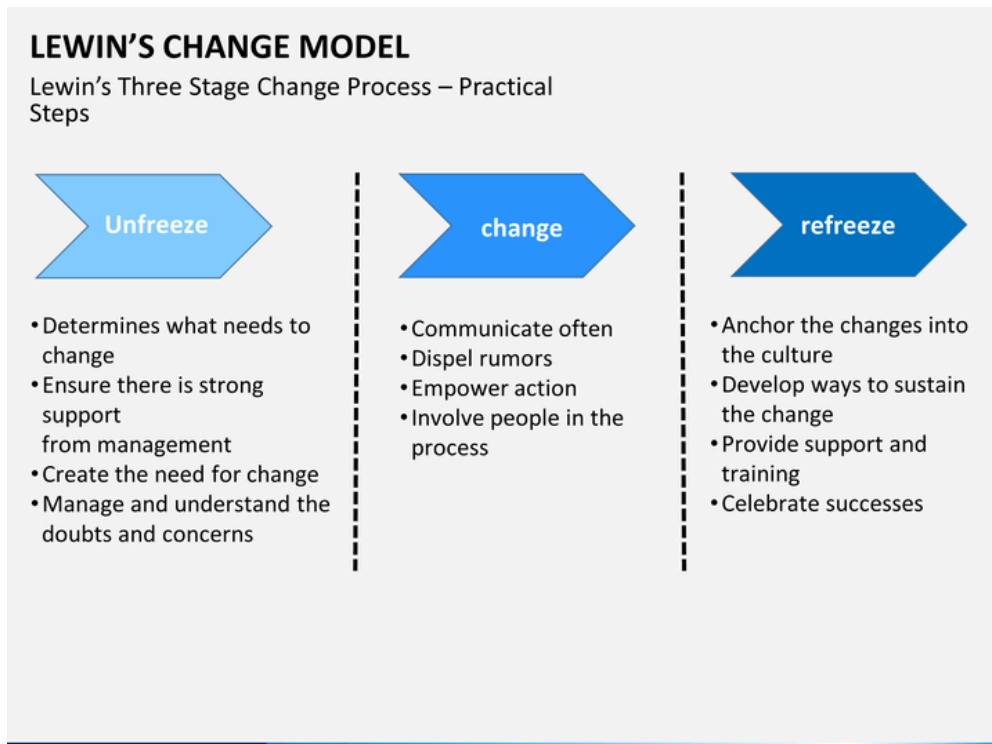 LEWIN'S CHANGE MODEL
Lewin's Three Stage Change Process – Practical
Steps
Unfreeze
•Determines what needs to
change
•Ensure there is strong
support
from management
•Create the need for change
•Manage and understand the
doubts and concerns
change
•Communicate often
•Dispel rumors
•Empower action
•Involve people in the
process
refreeze
•Anchor the changes into
the culture
•Develop ways to sustain
the change
•Provide support and
training
•Celebrate successes